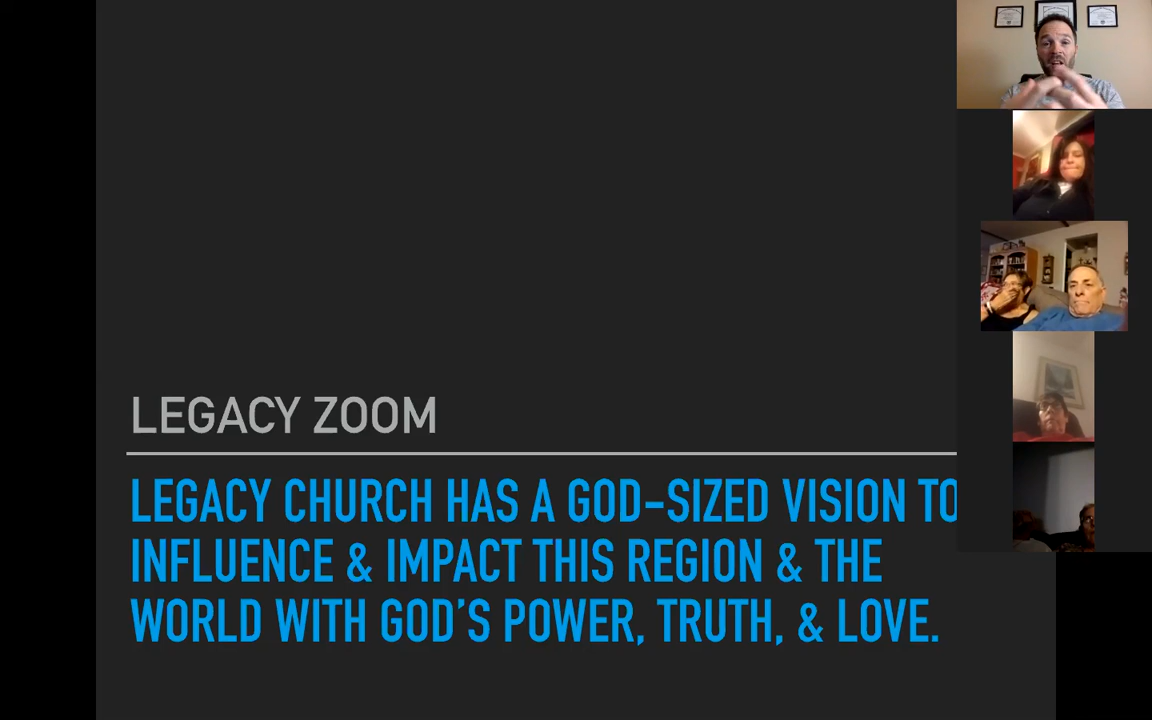 LEGACY ZOOM
LEGACY CHURCH HAS A GOD-SIZED VISION TO
INFLUENCE & IMPACT THIS REGION & THE
WORLD WITH GOD'S POWER, TRUTH, & LOVE.